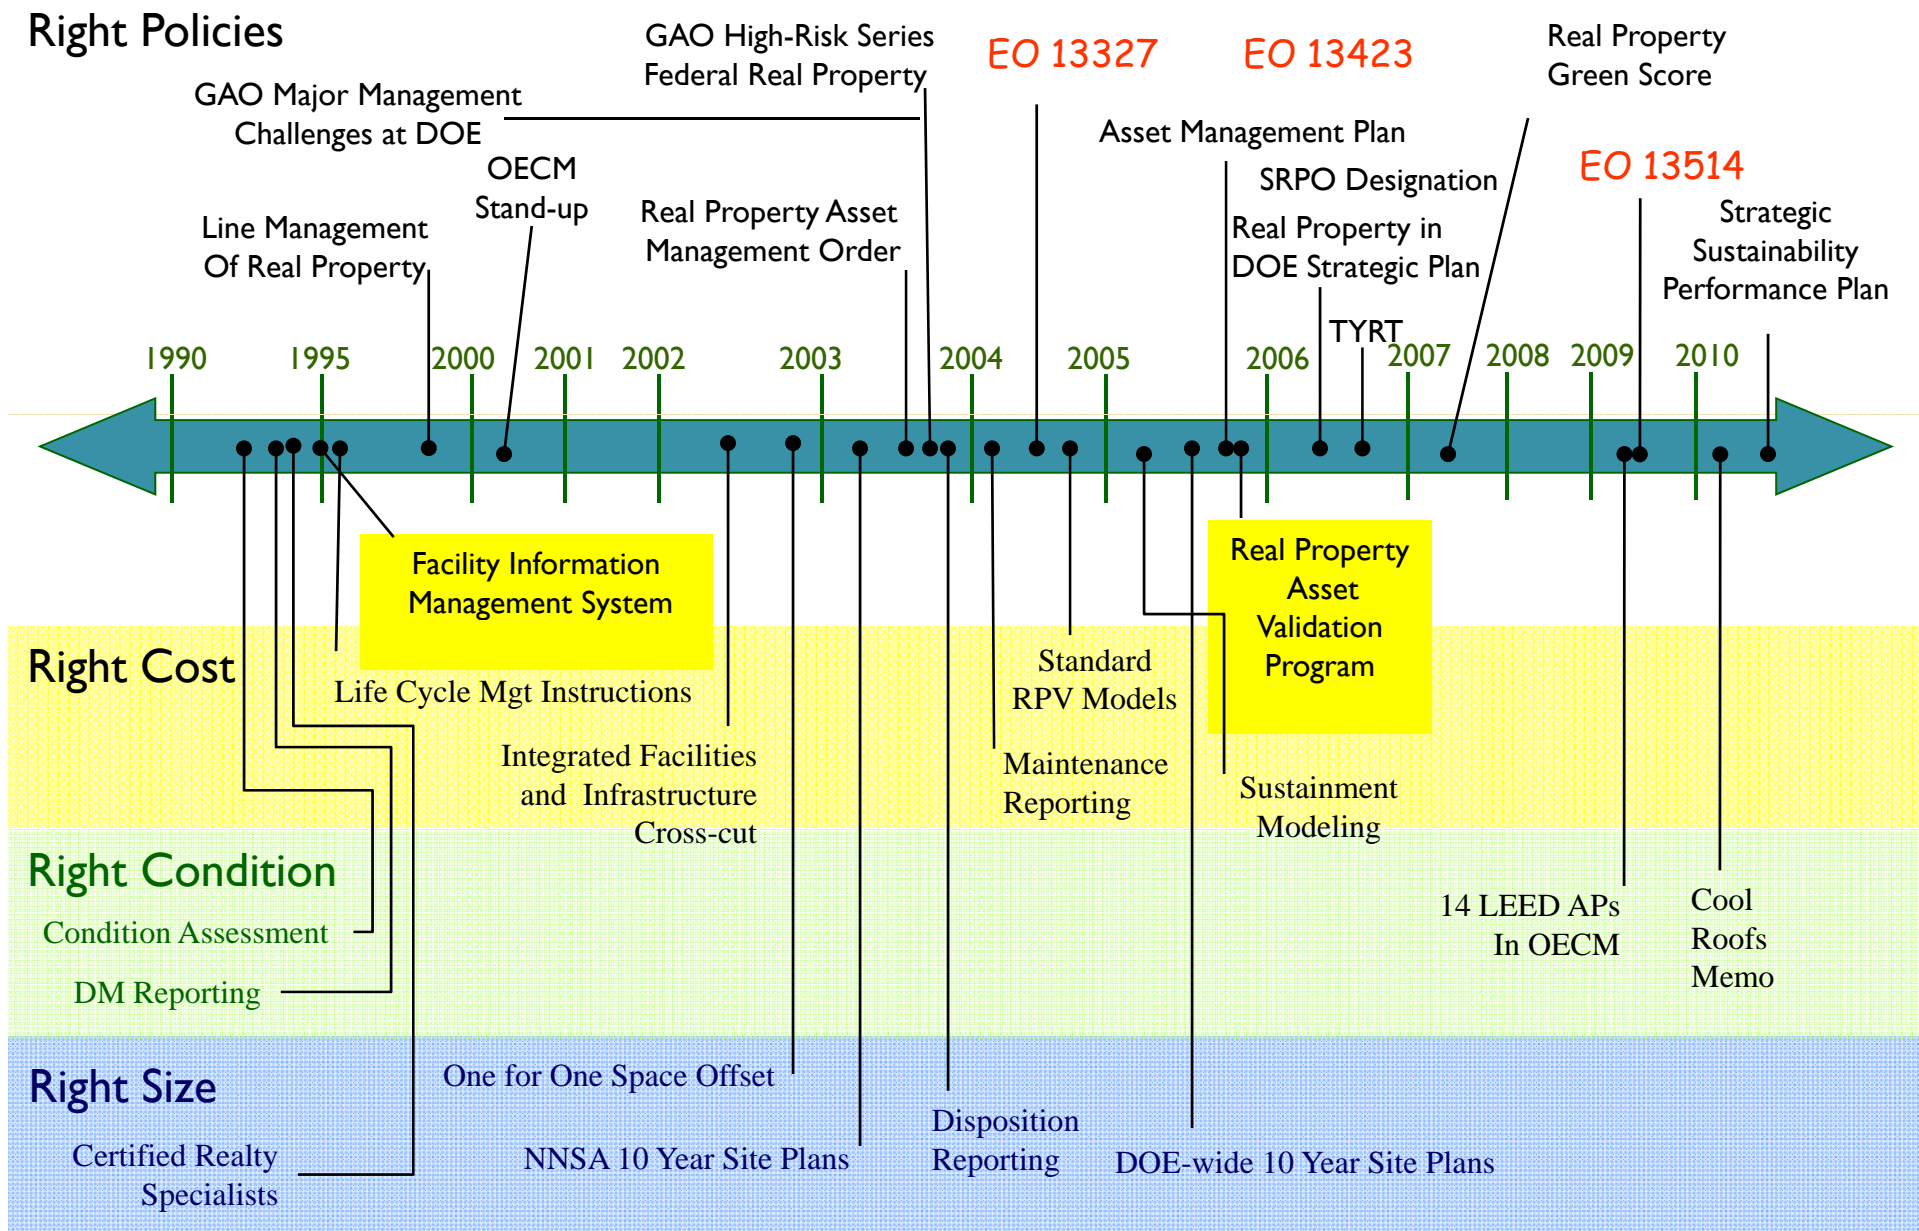 Right Policies
GAO High-Risk Series
Federal Real Property
EO 13327
EO 13423
Real Property
Green Score
GAO Major Management
Challenges at DOE
Asset Management Plan
OECM
Stand-up
SRPO Designation
EO 13514
Line Management
Of Real Property
Real Property Asset
Management Order
Real Property in
DOE Strategic Plan
Strategic
Sustainability
Performance Plan
TYRT
1990
1995
2000
2001
2002
2003
2004
2005
2006
2007
2008
2009
2010
Facility Information
Management System
Real Property
Asset
Validation
Program
Right Cost
Life Cycle Mgt Instructions
Standard
RPV Models
Integrated Facilities
and Infrastructure
Cross-cut
Maintenance
Reporting
Sustainment
Modeling
Right Condition
Condition Assessment
DM Reporting
14 LEED APs
In OECM
Cool
Roofs
Memo
Right Size
One for One Space Offset
Certified Realty
Specialists
NNSA 10 Year Site Plans
Disposition
Reporting
DOE-wide 10 Year Site Plans